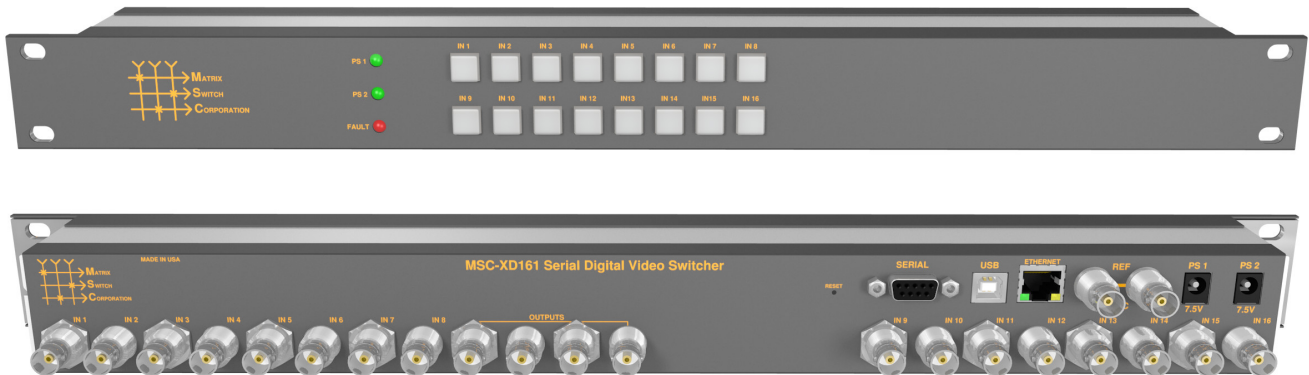 IN 1 IN 2 IN 3 IN 4 IN 5 IN 6 IN 7 IN 8
PS 1
MATRIX
SWITCH
CORPORATION
PS 2
IN 9 IN 10 IN 11 IN 12 IN13 IN 14 IN15 IN 16
FAULT
MADE IN USA
MSC-XD161 Serial Digital Video Switcher
SERIAL USB ETHERNET REF PS 1 PS 2
MATRIX
SWITCH
CORPORATION
RESET
7.5V 7.5V
IN 1 IN 2 IN 3 IN 4 IN 5 IN 6 IN 7 IN 8 OUTPUTS IN 9 IN 10 IN 11 IN 12 IN 13 IN 14 IN 15 IN 16